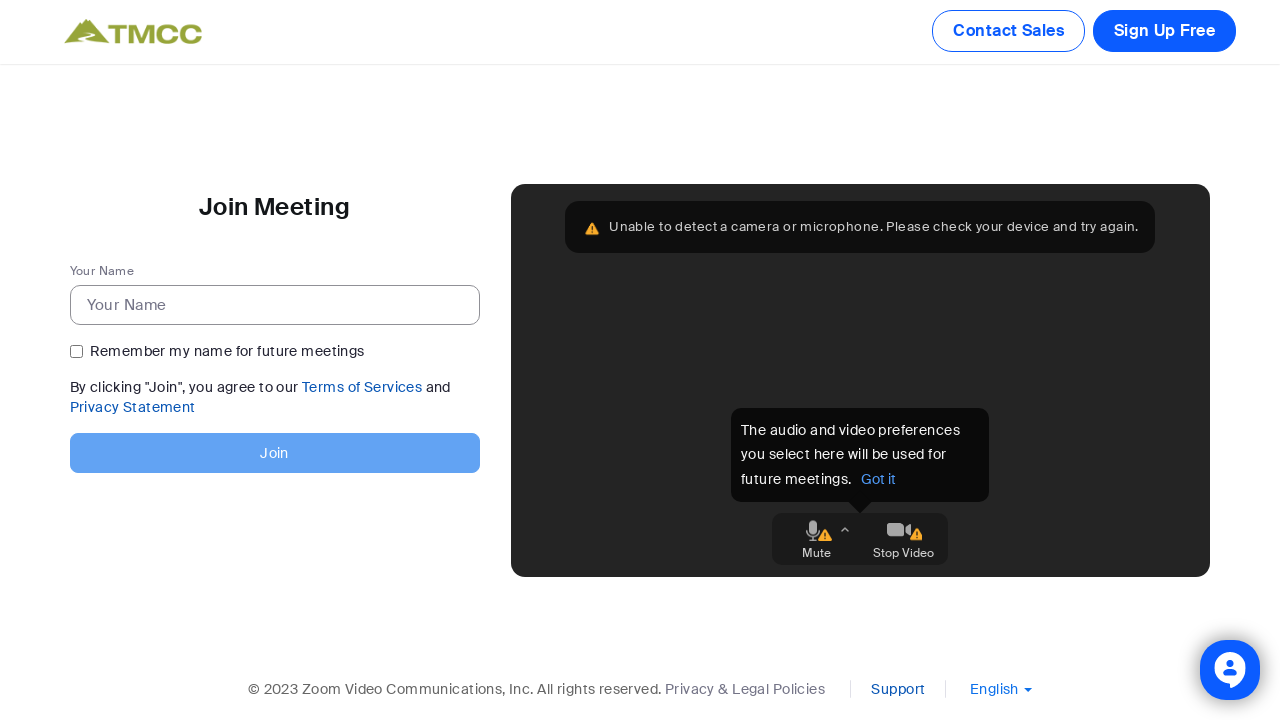 TMCC
Contact Sales
Sign Up Free
Join Meeting
Your Name
Your Name
Remember my name for future meetings
By clicking "Join", you agree to our Terms of Services and
Privacy Statement
Join
Unable to detect a camera or microphone. Please check your device and try again.
The audio and video preferences
you select here will be used for
future meetings. Got it
Mute
Stop Video
© 2023 Zoom Video Communications, Inc. All rights reserved. Privacy & Legal Policies
Support
English